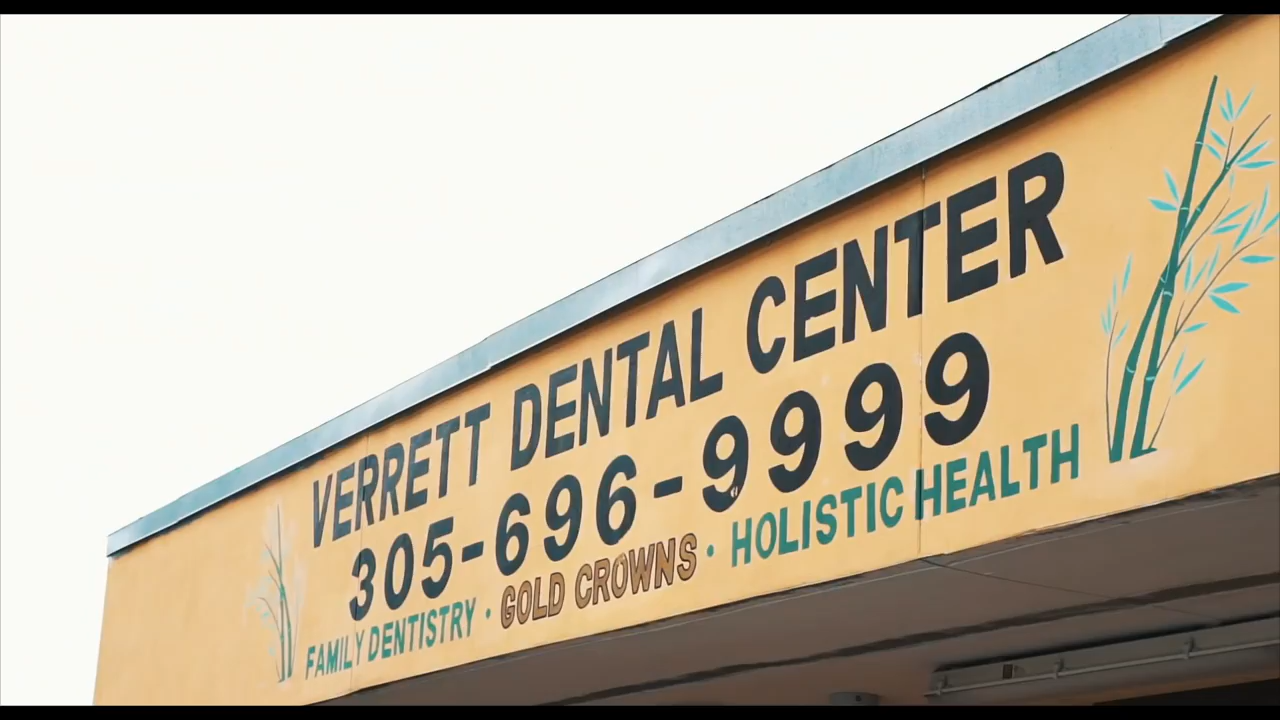 VERRETT DENTAL CENTER
305-696-9999
FAMILY DENTISTRY · GOLD CROWNS · HOLISTIC HEALTH